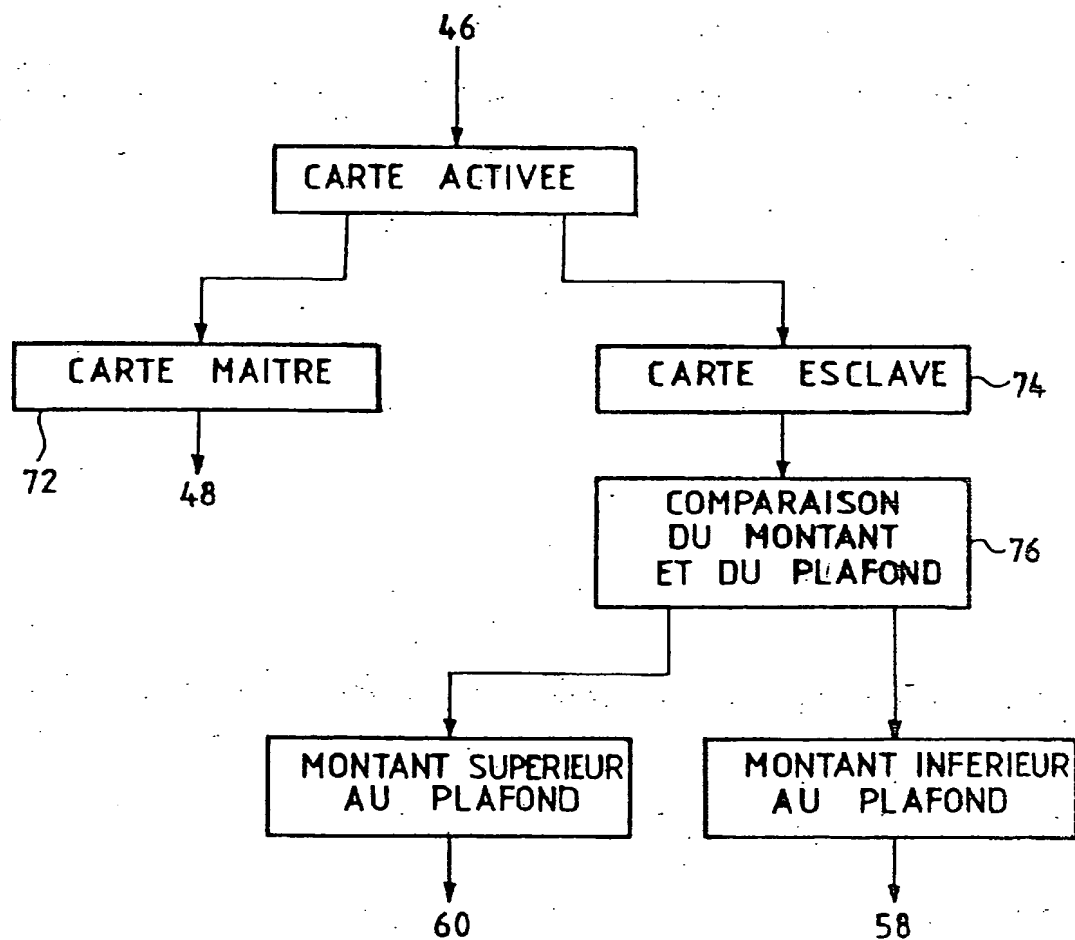 46
CARTE ACTIVEE
CARTE MAITRE
CARTE ESCLAVE
74
72
48
COMPARAISON
DU MONTANT
ET DU PLAFOND
76
MONTANT SUPERIEUR
AU PLAFOND
MONTANT INFERIEUR
AU PLAFOND
60
58